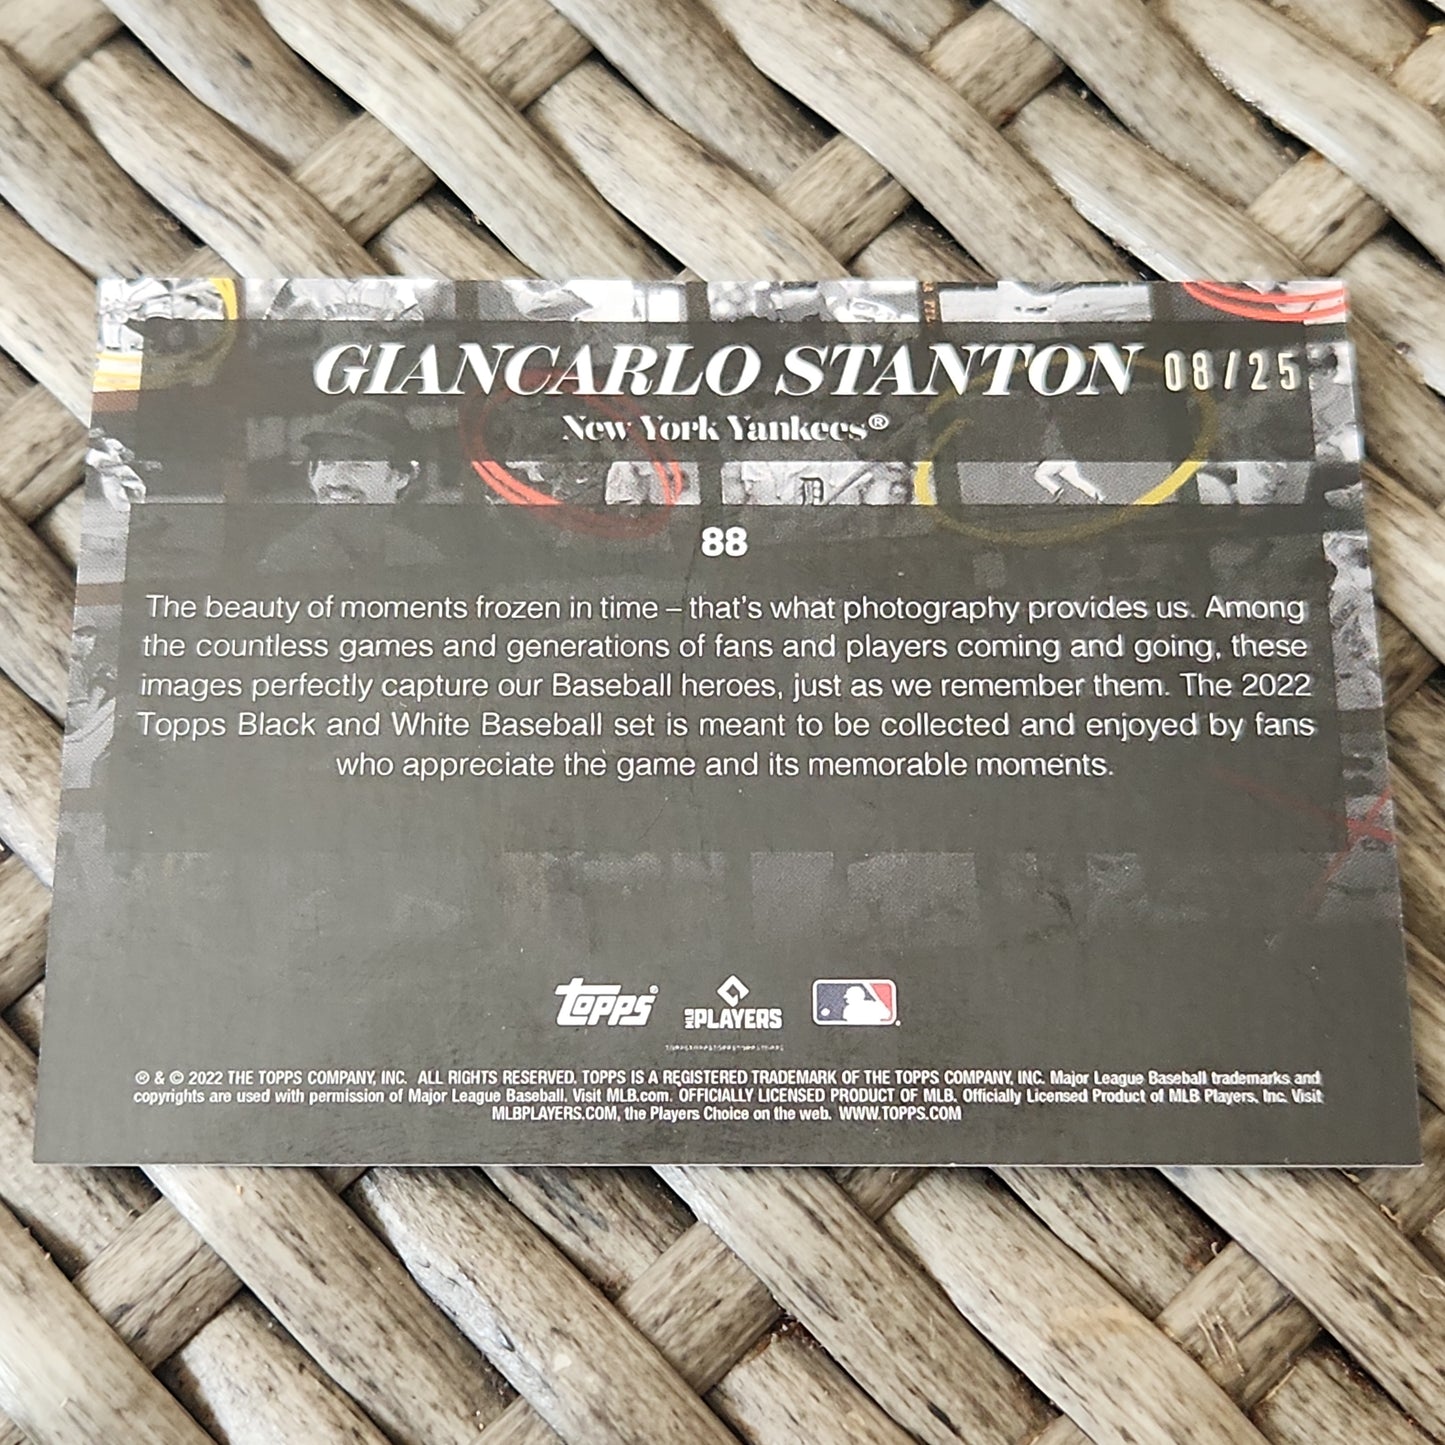 GIANCARLO STANTON 08/25
New York Yankees®
D
88
The beauty of moments frozen in time – that's what photography provides us. Among
the countless games and generations of fans and players coming and going, these
images perfectly capture our Baseball heroes, just as we remember them. The 2022
Topps Black and White Baseball set is meant to be collected and enjoyed by fans
who appreciate the game and its memorable moments.
topps® MLB PLAYERS
® & © 2022 THE TOPPS COMPANY, INC. ALL RIGHTS RESERVED. TOPPS IS A REGISTERED TRADEMARK OF THE TOPPS COMPANY, INC. Major League Baseball trademarks and
copyrights are used with permission of Major League Baseball. Visit MLB.com. OFFICIALLY LICENSED PRODUCT OF MLB. Officially Licensed Product of MLB Players, Inc. Visit
MLBPLAYERS.COM, the Players Choice on the web. WWW.TOPPS.COM